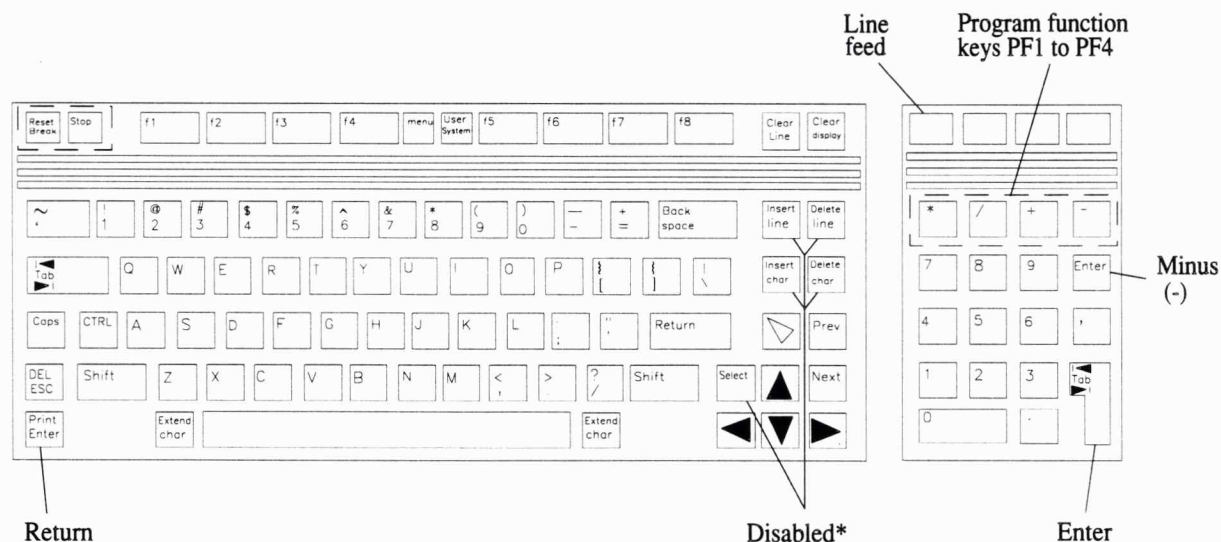 Line feed
Program function keys PF1 to PF4
Reset Break
Stop
f1
f2
f3
f4
menu
User System
f5
f6
f7
f8
Clear Line
Clear display
~ `
! 1
@ 2
# 3
$ 4
% 5
^ 6
& 7
* 8
( 9
) 0
— -
+ =
Back space
Insert line
Delete line
*
/
+
-
Tab
Q
W
E
R
T
Y
U
I
O
P
} [
{ ]
| \
Insert char
Delete char
7
8
9
Enter
Minus (-)
Caps
CTRL
A
S
D
F
G
H
J
K
L
: ;
" '
Return
Prev
4
5
6
,
DEL ESC
Shift
Z
X
C
V
B
N
M
< ,
> .
? /
Shift
Select
Next
1
2
3
Tab
Print Enter
Extend char
Extend char
0
.
Return
Disabled*
Enter